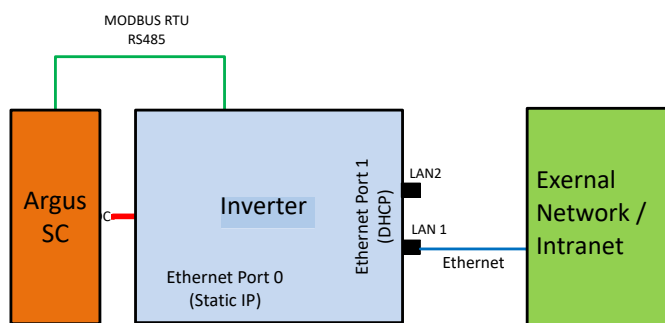 MODBUS RTU
RS485
Argus
SC
Inverter
Ethernet Port 0
(Static IP)
Ethernet Port 1
(DHCP)
LAN2
LAN 1
Ethernet
Exernal
Network /
Intranet